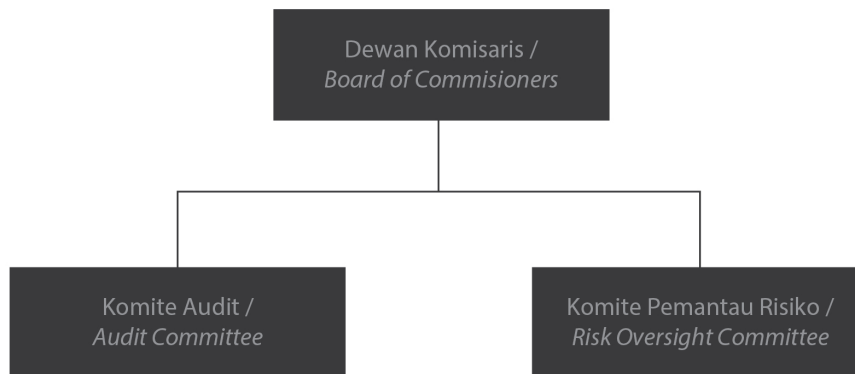 Dewan Komisaris /
Board of Commisioners
Komite Audit /
Audit Committee
Komite Pemantau Risiko /
Risk Oversight Committee